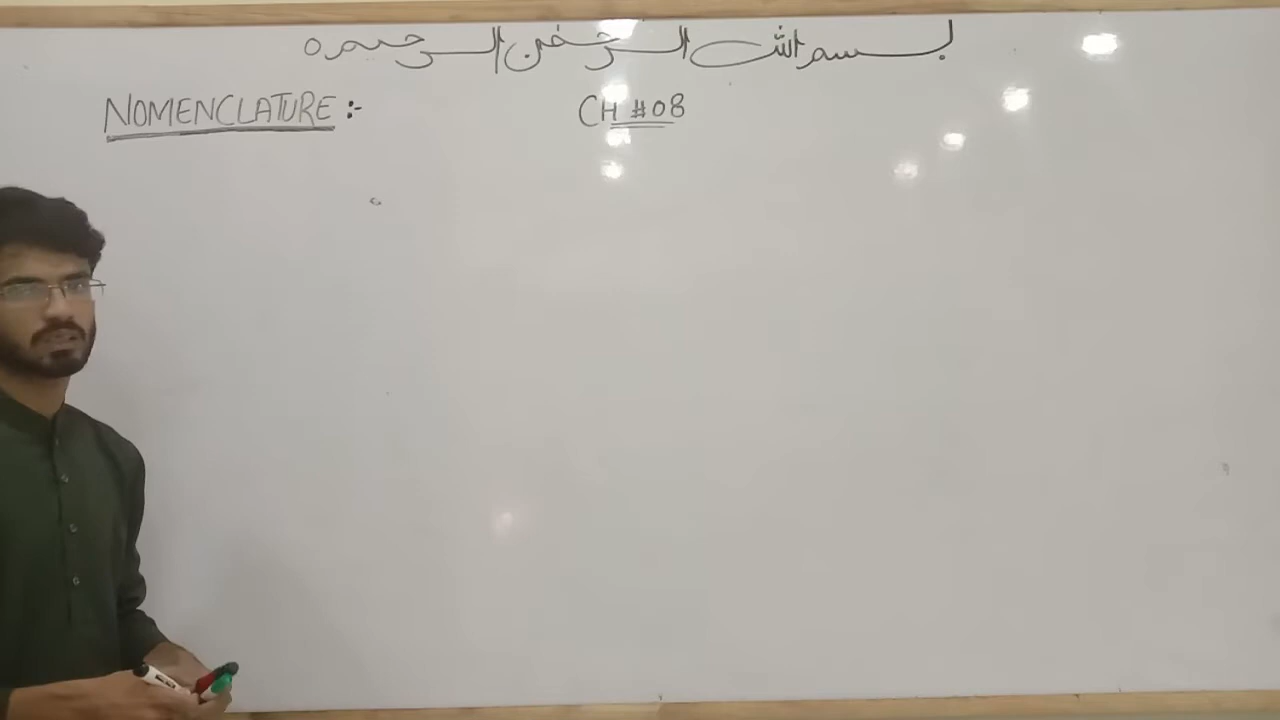 بسم الله الرحمن الرحيم ه
NOMENCLATURE :-
CH #08